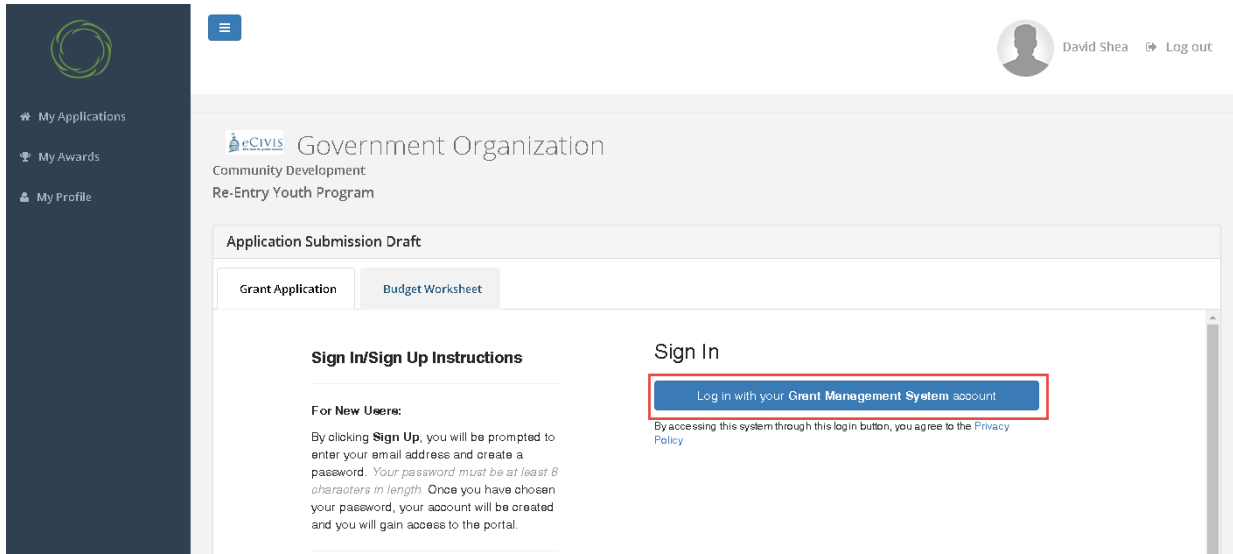 David Shea Log out
My Applications
My Awards
My Profile
eCIVIS Government Organization
Community Development
Re-Entry Youth Program
Application Submission Draft
Grant Application Budget Worksheet
Sign In/Sign Up Instructions
For New Users:
By clicking Sign Up, you will be prompted to
enter your email address and create a
password. Your password must be at least 8
characters in length. Once you have chosen
your password, your account will be created
and you will gain access to the portal.
Sign In
Log in with your Grant Management System account
By accessing this system through this login button, you agree to the Privacy
Policy